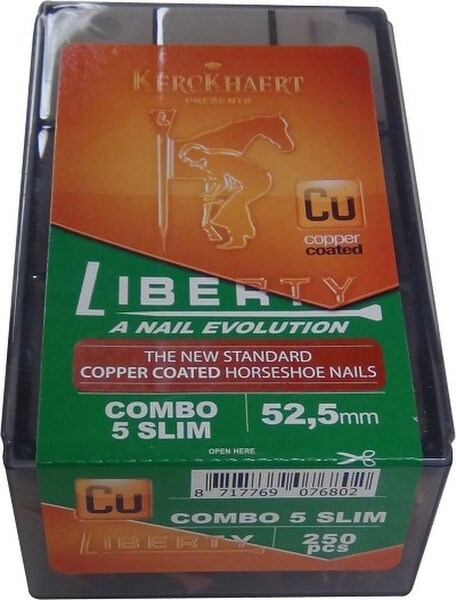 KERCKHAERT
PRESENTS
Cu
copper
coated
LIBERTY
A NAIL EVOLUTION
THE NEW STANDARD
COPPER COATED HORSESHOE NAILS
COMBO
5 SLIM
52,5mm
OPEN HERE
8 717769 076802
Cu
COMBO 5 SLIM
LIBERTY
250
pcs